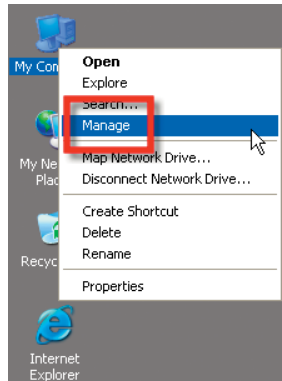 My Con
Open
Explore
Search...
Manage
My Ne
Plac
Map Network Drive...
Disconnect Network Drive...
Create Shortcut
Delete
Recyc
Rename
Properties
Internet
Explorer